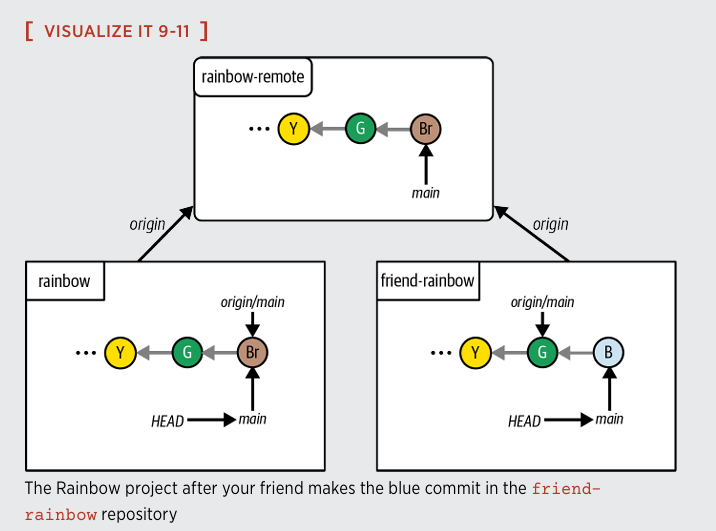 [ VISUALIZE IT 9-11 ]
rainbow-remote
... Y G Br
main
origin origin
rainbow
origin/main
... Y G Br
HEAD main
friend-rainbow
origin/main
... Y G B
HEAD main
The Rainbow project after your friend makes the blue commit in the friend-
rainbow repository